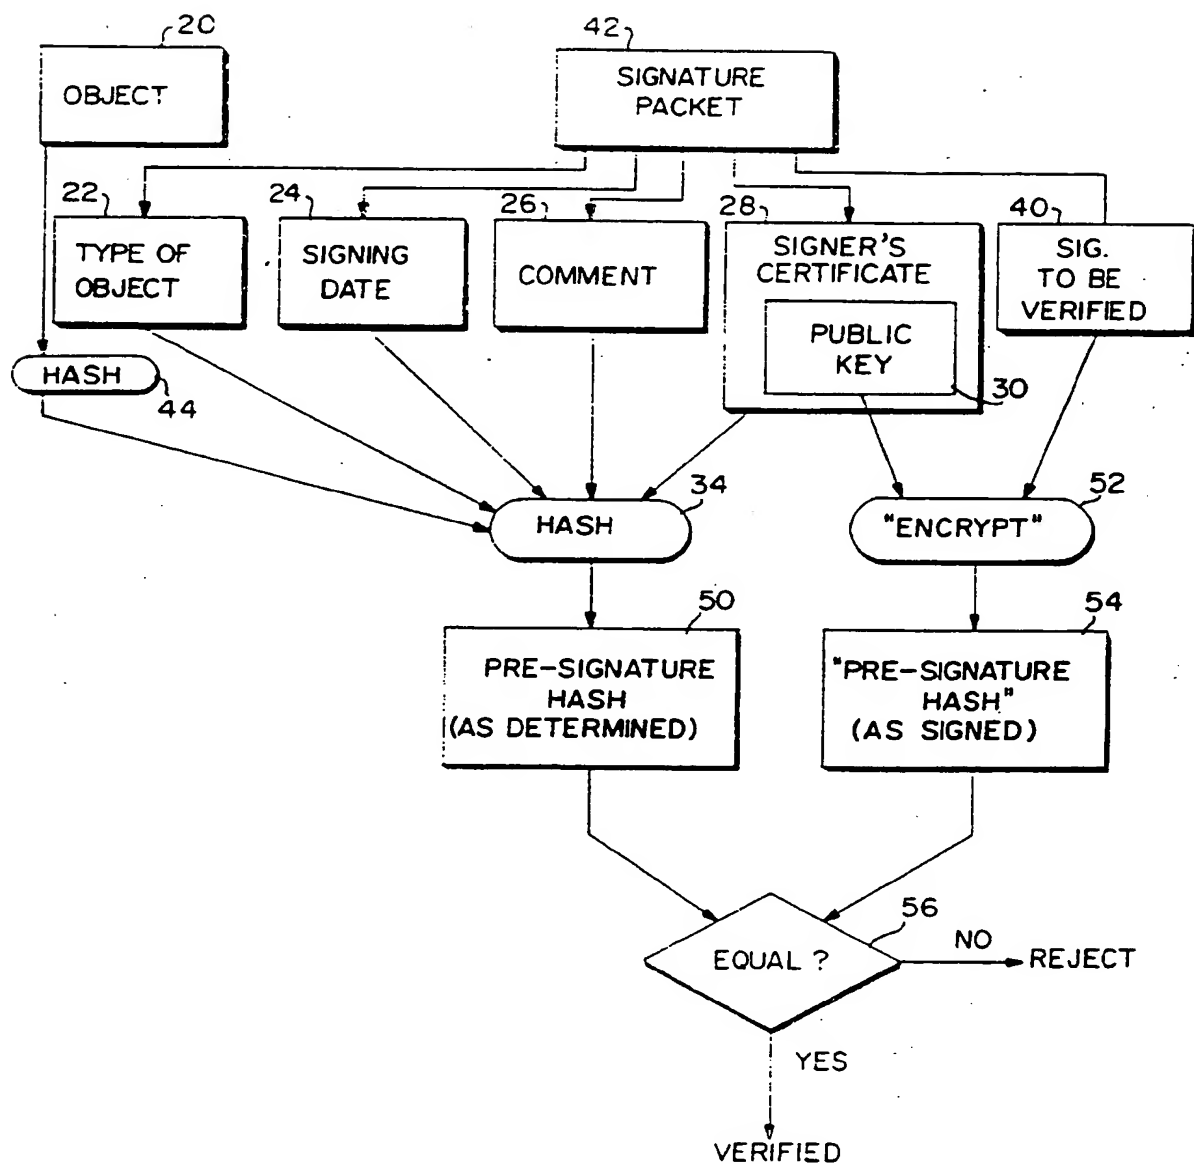 20
42
OBJECT
SIGNATURE
PACKET
22
24
26
28
40
TYPE OF
OBJECT
SIGNING
DATE
COMMENT
SIGNER'S
CERTIFICATE
PUBLIC
KEY
30
SIG.
TO BE
VERIFIED
HASH
44
34
HASH
52
"ENCRYPT"
50
PRE-SIGNATURE
HASH
(AS DETERMINED)
54
"PRE-SIGNATURE
HASH"
(AS SIGNED)
56
EQUAL ?
NO
REJECT
YES
VERIFIED